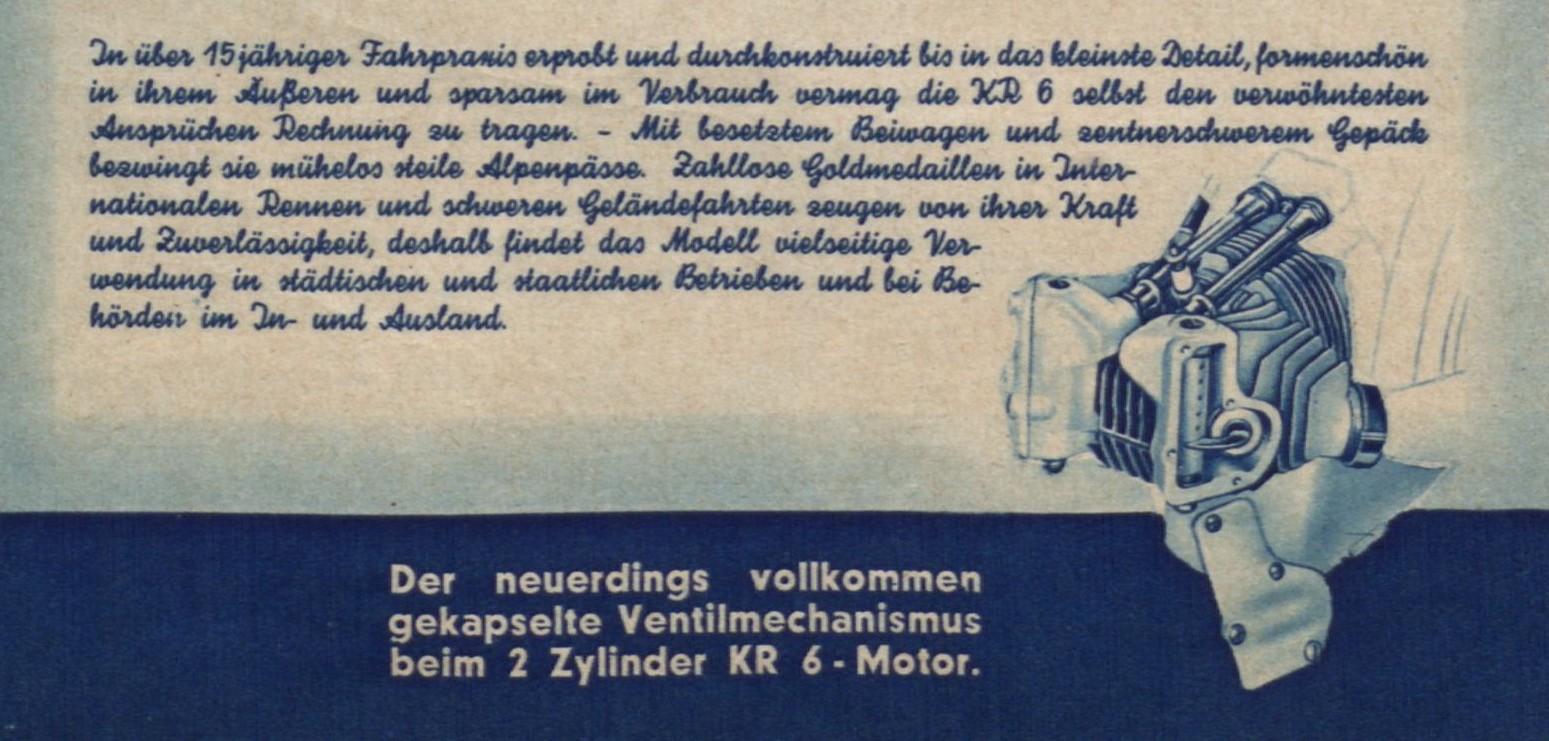 In über 15jähriger Fahrpraxis erprobt und durchkonstruiert bis in das kleinste Detail, formenschön
in ihrem Äußeren und sparsam im Verbrauch vermag die KR 6 selbst den verwöhntesten
Ansprüchen Rechnung zu tragen. - Mit besetztem Beiwagen und zentnerschwerem Gepäck
bezwingt sie mühelos steile Alpenpässe. Zahllose Goldmedaillen in Inter-
nationalen Rennen und schweren Geländefahrten zeugen von ihrer Kraft
und Zuverlässigkeit, deshalb findet das Modell vielseitige Ver-
wendung in städtischen und staatlichen Betrieben und bei Be-
hörden im In- und Ausland.
Der neuerdings vollkommen
gekapselte Ventilmechanismus
beim 2 Zylinder KR 6 - Motor.